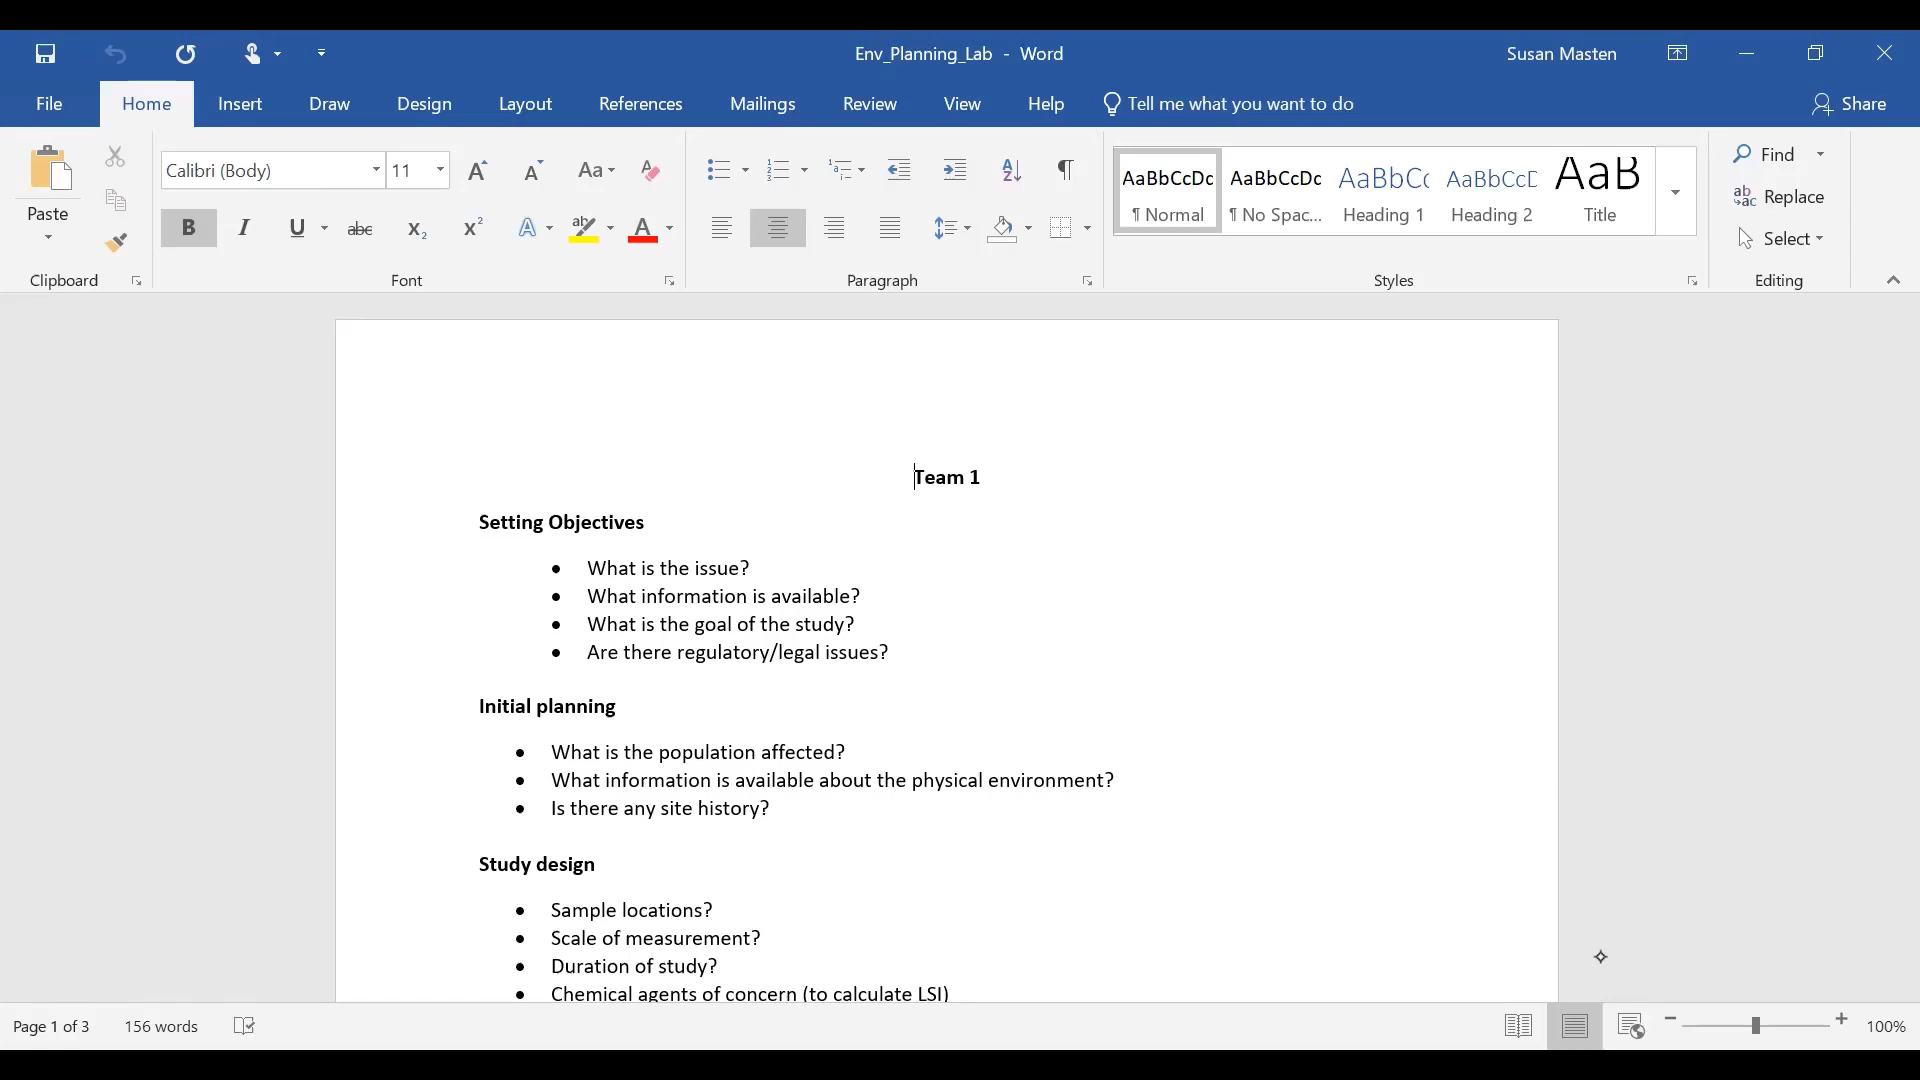 Env_Planning_Lab - Word
Susan Masten
File Home Insert Draw Design Layout References Mailings Review View Help Tell me what you want to do Share
Paste
Clipboard
Calibri (Body) 11
Aa
B I U abc X₂ X² A ab A
Font
Paragraph
AaBbCcDc AaBbCcDc AaBbCc AaBbCcD AaB
¶ Normal ¶ No Spac... Heading 1 Heading 2 Title
Styles
Find
Replace
Select
Editing
Team 1
Setting Objectives
• What is the issue?
• What information is available?
• What is the goal of the study?
• Are there regulatory/legal issues?
Initial planning
• What is the population affected?
• What information is available about the physical environment?
• Is there any site history?
Study design
• Sample locations?
• Scale of measurement?
• Duration of study?
• Chemical agents of concern (to calculate LSI)
Page 1 of 3 156 words 100%